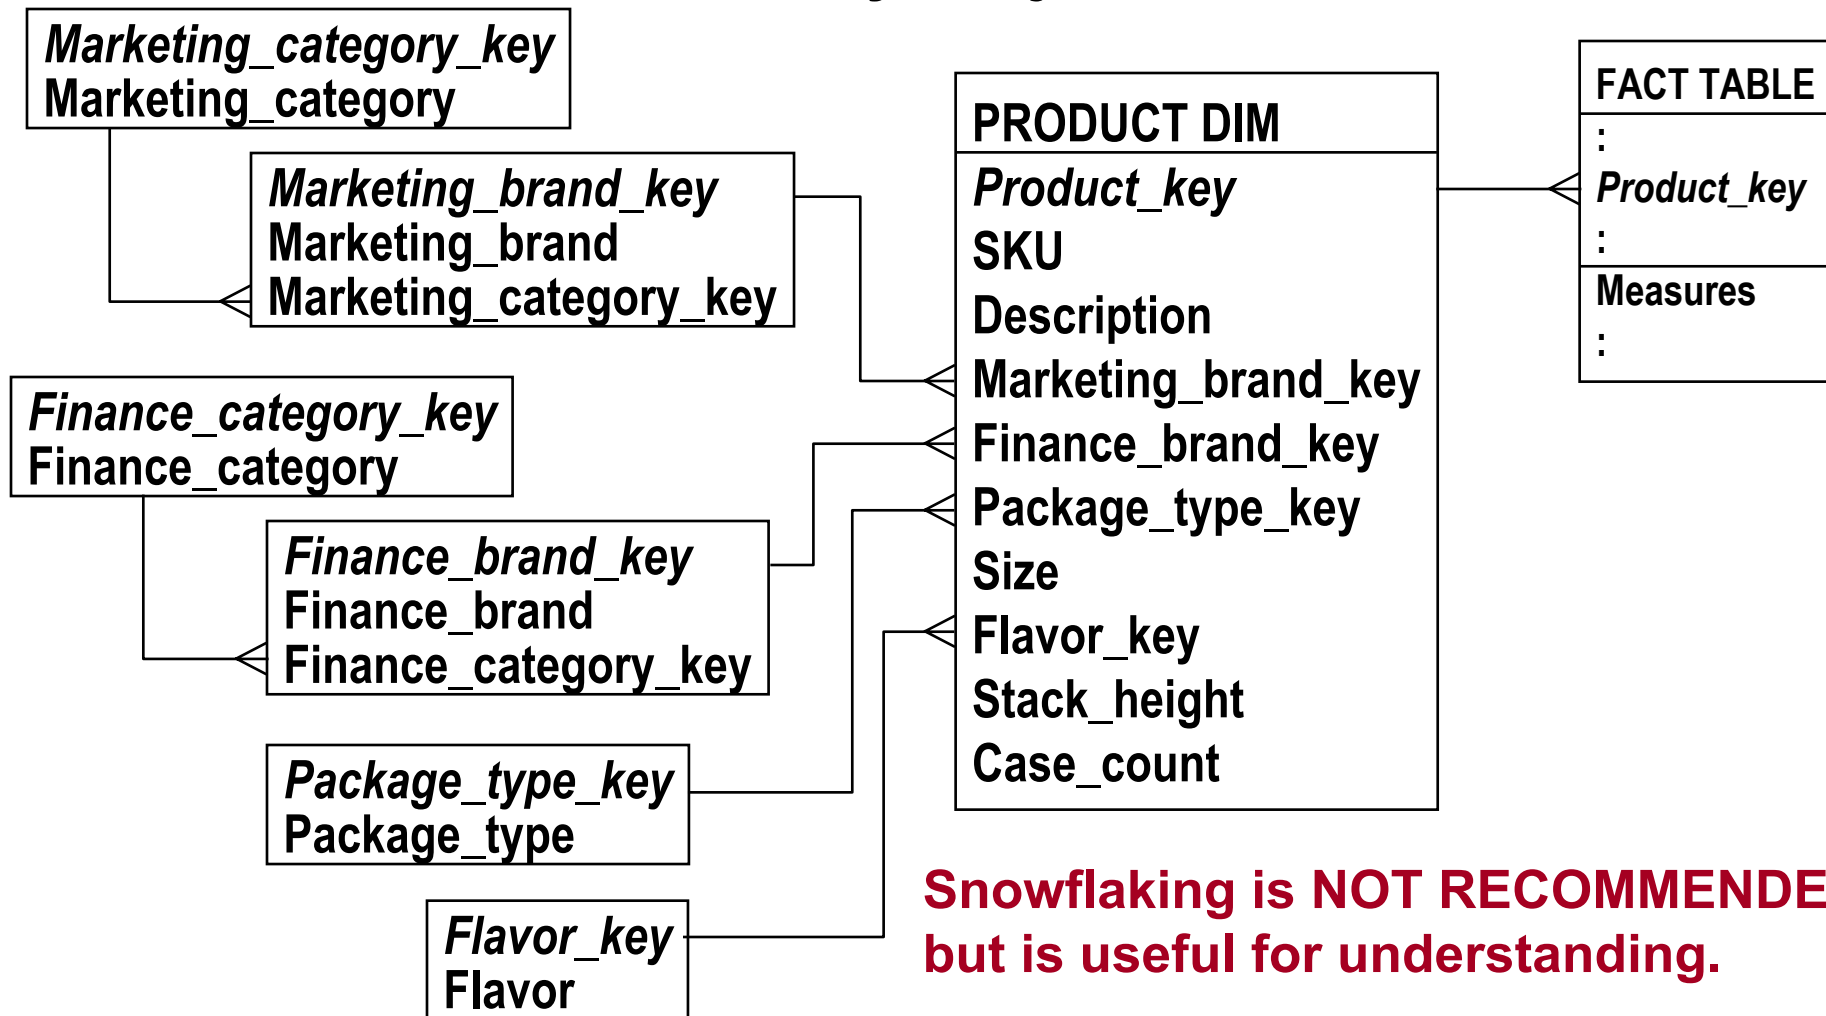 Marketing_category_key
Marketing_category
Marketing_brand_key
Marketing_brand
Marketing_category_key
Finance_category_key
Finance_category
Finance_brand_key
Finance_brand
Finance_category_key
Package_type_key
Package_type
Flavor_key
Flavor
PRODUCT DIM
Product_key
SKU
Description
Marketing_brand_key
Finance_brand_key
Package_type_key
Size
Flavor_key
Stack_height
Case_count
FACT TABLE
:
Product_key
:
Measures
:
Snowflaking is NOT RECOMMENDE
but is useful for understanding.